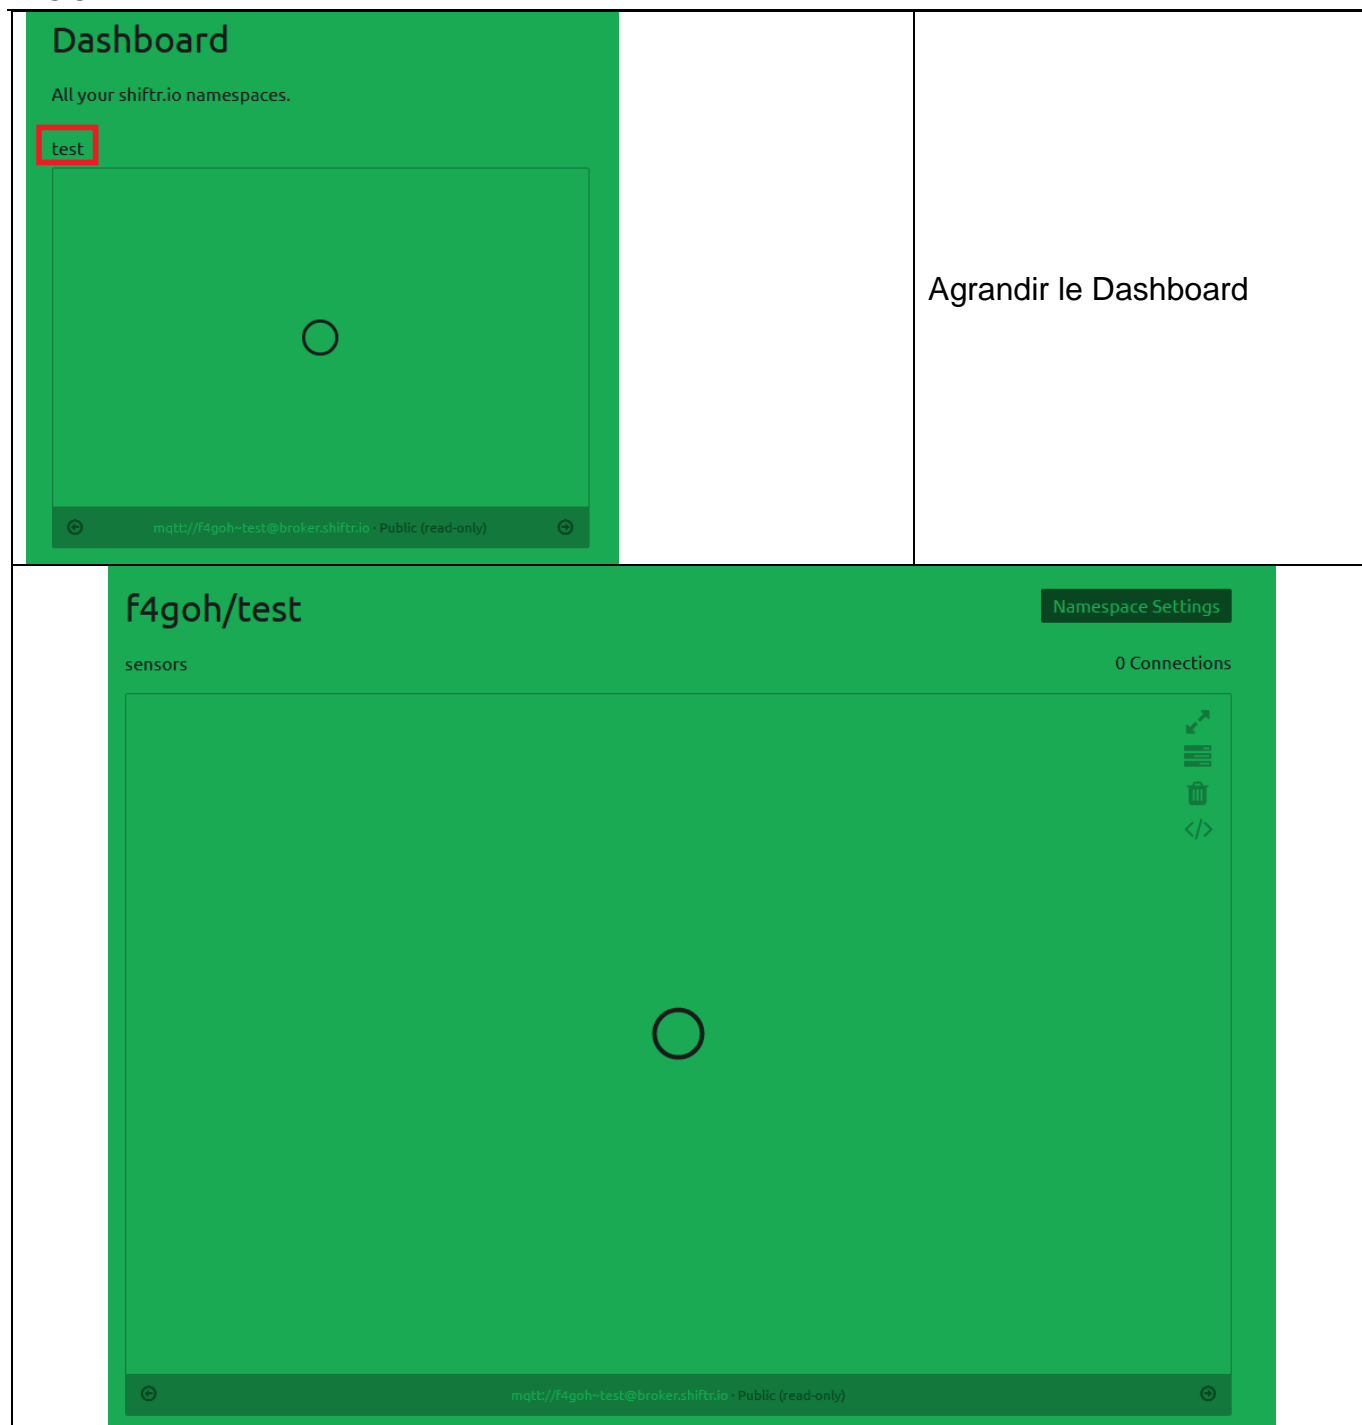 Dashboard
All your shiftr.io namespaces.
test
mqtt://f4goh~test@broker.shiftr.io · Public (read-only)
Agrandir le Dashboard
f4goh/test
Namespace Settings
sensors
0 Connections
mqtt://f4goh~test@broker.shiftr.io · Public (read-only)